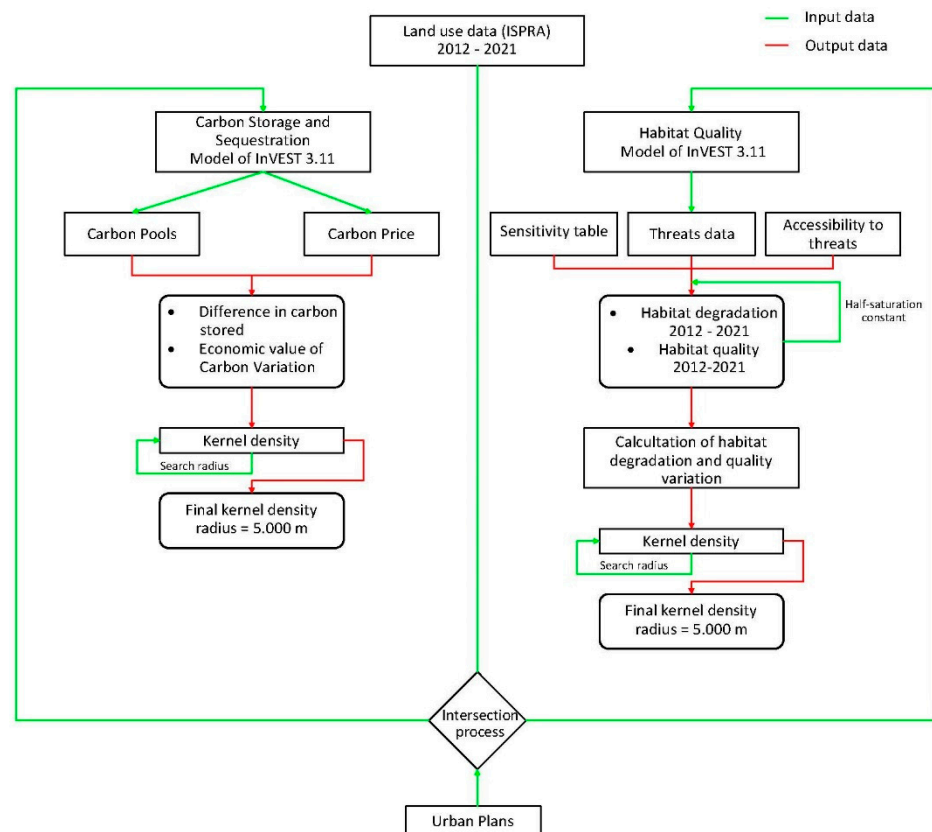 Land use data (ISPRA)
2012 - 2021
Input data
Output data
Carbon Storage and
Sequestration
Model of InVEST 3.11
Carbon Pools
Carbon Price
• Difference in carbon
stored
• Economic value of
Carbon Variation
Kernel density
Search radius
Final kernel density
radius = 5.000 m
Habitat Quality
Model of InVEST 3.11
Sensitivity table
Threats data
Accessibility to
threats
• Habitat degradation
2012 - 2021
• Habitat quality
2012-2021
Half-saturation
constant
Calcultation of habitat
degradation and quality
variation
Kernel density
Search radius
Final kernel density
radius = 5.000 m
Intersection
process
Urban Plans